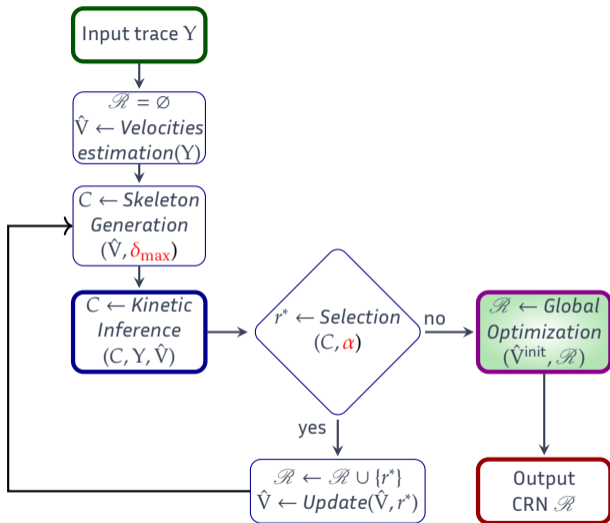 Input trace Y
ℛ = ∅
V̂ ← Velocities
estimation(Y)
C ← Skeleton
Generation
(V̂, δmax)
C ← Kinetic
Inference
(C, Y, V̂)
r* ← Selection
(C, α)
no
yes
ℛ ← Global
Optimization
(V̂init, ℛ)
ℛ ← ℛ ∪ {r*}
V̂ ← Update(V̂, r*)
Output
CRN ℛ